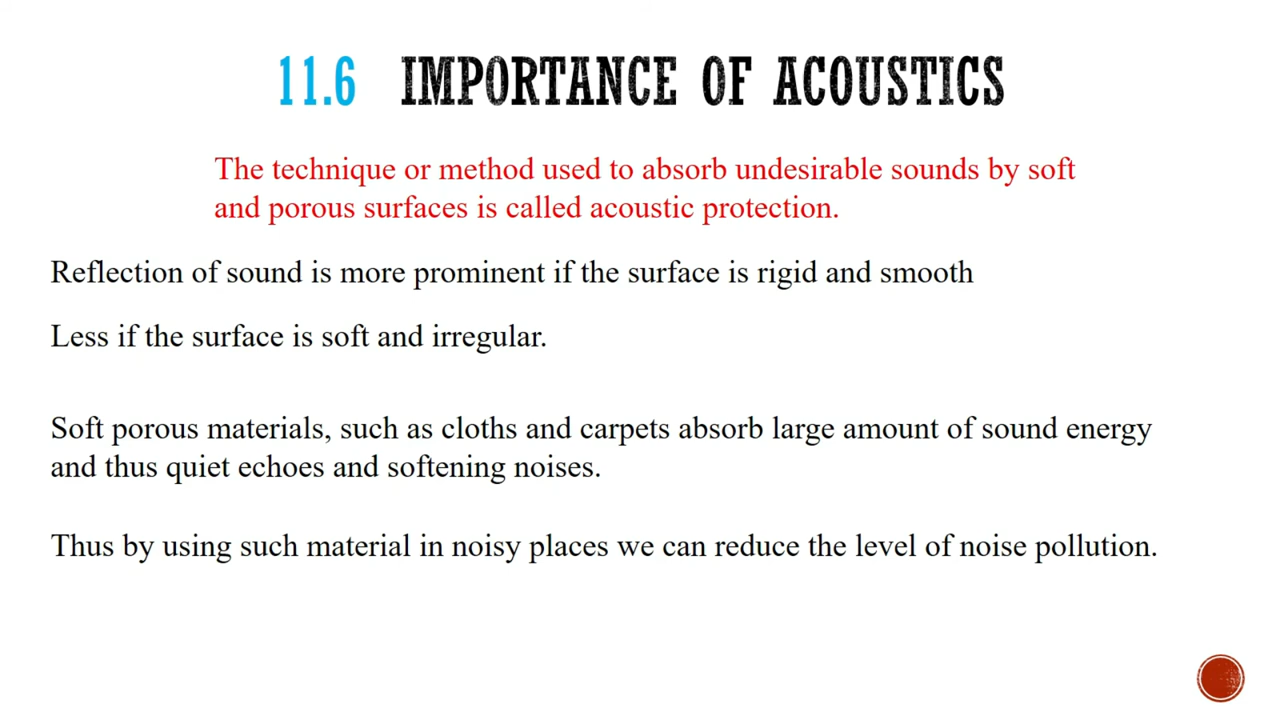 11.6 IMPORTANCE OF ACOUSTICS
The technique or method used to absorb undesirable sounds by soft
and porous surfaces is called acoustic protection.
Reflection of sound is more prominent if the surface is rigid and smooth
Less if the surface is soft and irregular.
Soft porous materials, such as cloths and carpets absorb large amount of sound energy
and thus quiet echoes and softening noises.
Thus by using such material in noisy places we can reduce the level of noise pollution.